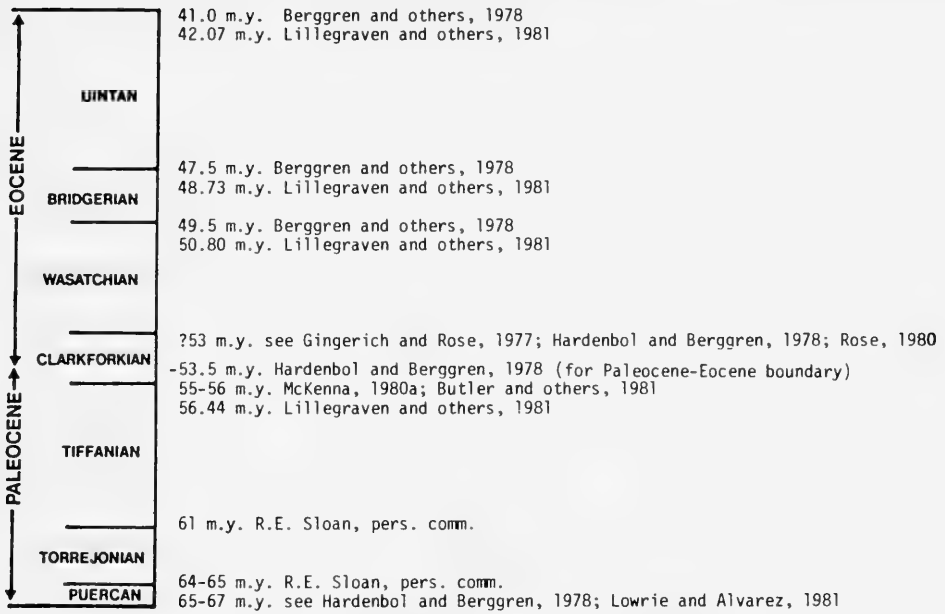 41.0 m.y. Berggren and others, 1978
42.07 m.y. Lillegraven and others, 1981
UINTAN
EOCENE
47.5 m.y. Berggren and others, 1978
48.73 m.y. Lillegraven and others, 1981
BRIDGERIAN
49.5 m.y. Berggren and others, 1978
50.80 m.y. Lillegraven and others, 1981
WASATCHIAN
?53 m.y. see Gingerich and Rose, 1977; Hardenbol and Berggren, 1978; Rose, 1980
CLARKFORKIAN
-53.5 m.y. Hardenbol and Berggren, 1978 (for Paleocene-Eocene boundary)
55-56 m.y. McKenna, 1980a; Butler and others, 1981
56.44 m.y. Lillegraven and others, 1981
PALEOCENE
TIFFANIAN
61 m.y. R.E. Sloan, pers. comm.
TORREJONIAN
64-65 m.y. R.E. Sloan, pers. comm.
PUERCAN
65-67 m.y. see Hardenbol and Berggren, 1978; Lowrie and Alvarez, 1981